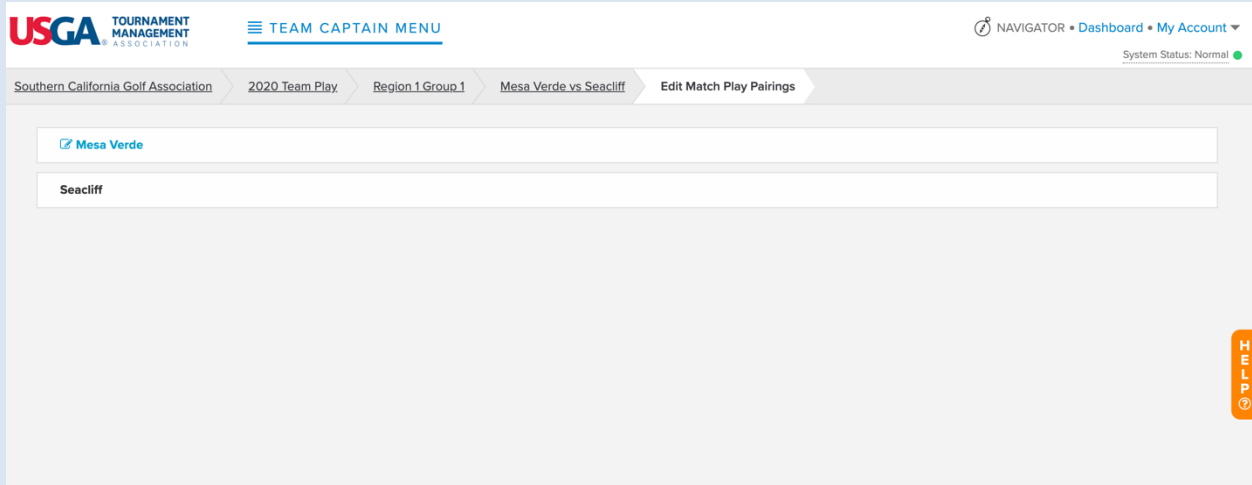 USGA® TOURNAMENT
MANAGEMENT
ASSOCIATION
TEAM CAPTAIN MENU
NAVIGATOR • Dashboard • My Account
System Status: Normal
Southern California Golf Association
2020 Team Play
Region 1 Group 1
Mesa Verde vs Seacliff
Edit Match Play Pairings
Mesa Verde
Seacliff
HELP?